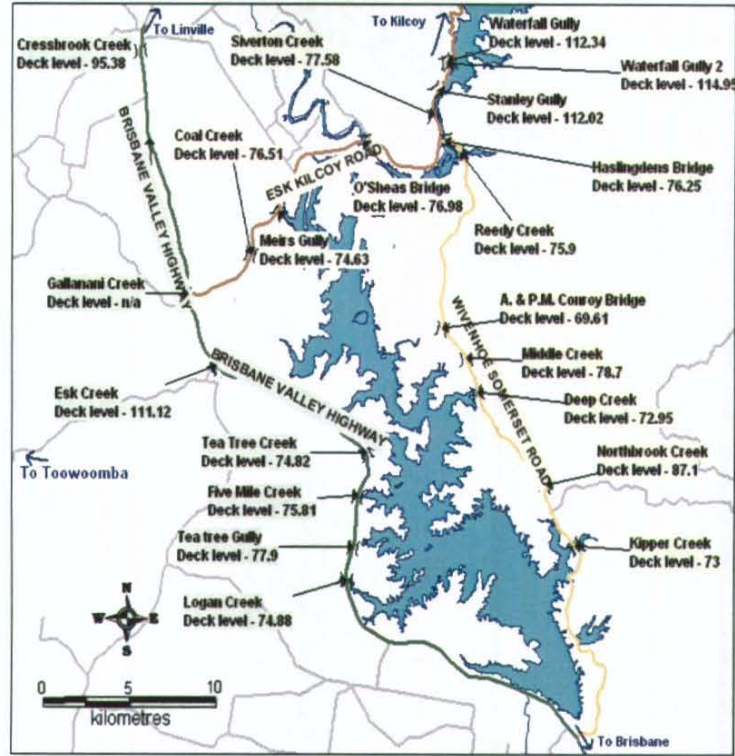 To Linville
To Kilcoy
Cressbrook Creek
Deck level - 95.38
Siverton Creek
Deck level - 77.58
Waterfall Gully
Deck level - 112.34
Waterfall Gully 2
Deck level - 114.95
Stanley Gully
Deck level - 112.02
Coal Creek
Deck level - 76.51
BRISBANE VALLEY HIGHWAY
ESK KILCOY ROAD
O'Sheas Bridge
Deck level - 76.98
Haslingdens Bridge
Deck level - 76.25
Reedy Creek
Deck level - 75.9
Meirs Gully
Deck level - 74.63
Gallanani Creek
Deck level - n/a
A. & P.M. Conroy Bridge
Deck level - 69.61
WIVENHOE SOMERSET ROAD
Middle Creek
Deck level - 78.7
BRISBANE VALLEY HIGHWAY
Esk Creek
Deck level - 111.12
Deep Creek
Deck level - 72.95
Tea Tree Creek
Deck level - 74.82
To Toowoomba
Northbrook Creek
Deck level - 87.1
Five Mile Creek
Deck level - 75.81
Tea tree Gully
Deck level - 77.9
Kipper Creek
Deck level - 73
Logan Creek
Deck level - 74.88
N
W E
S
0 5 10
kilometres
To Brisbane